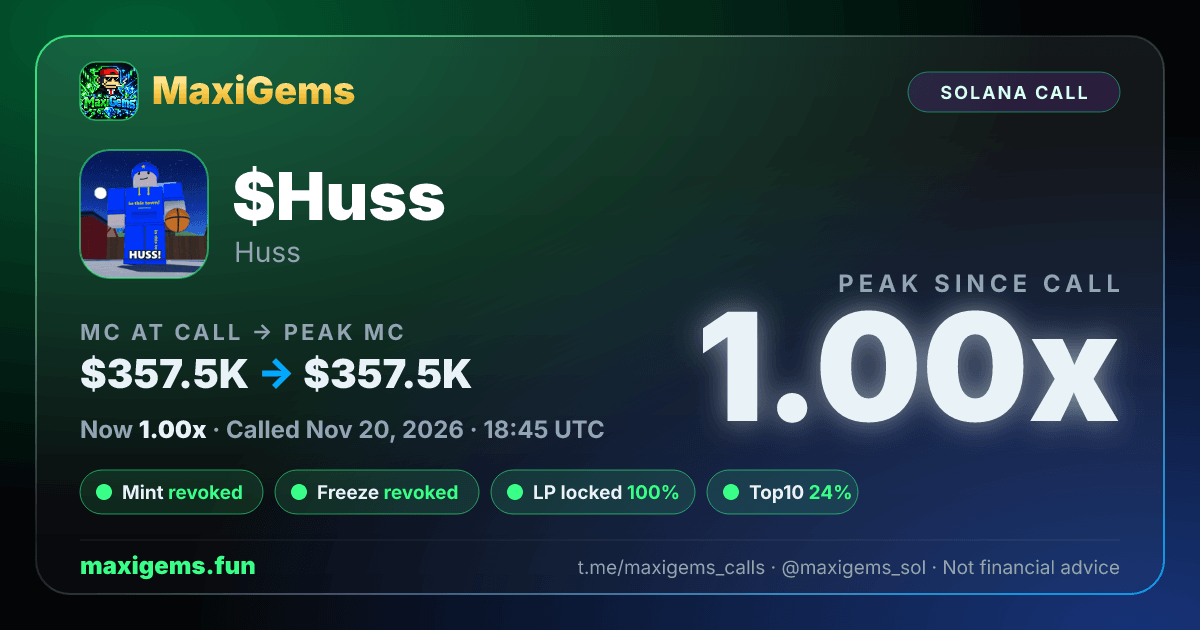 MaxiGems
MaxiGems
SOLANA CALL
HUSS!
$Huss
Huss
PEAK SINCE CALL
1.00x
MC AT CALL → PEAK MC
$357.5K → $357.5K
Now 1.00x · Called Nov 20, 2026 · 18:45 UTC
Mint revoked
Freeze revoked
LP locked 100%
Top10 24%
maxigems.fun
t.me/maxigems_calls · @maxigems_sol · Not financial advice